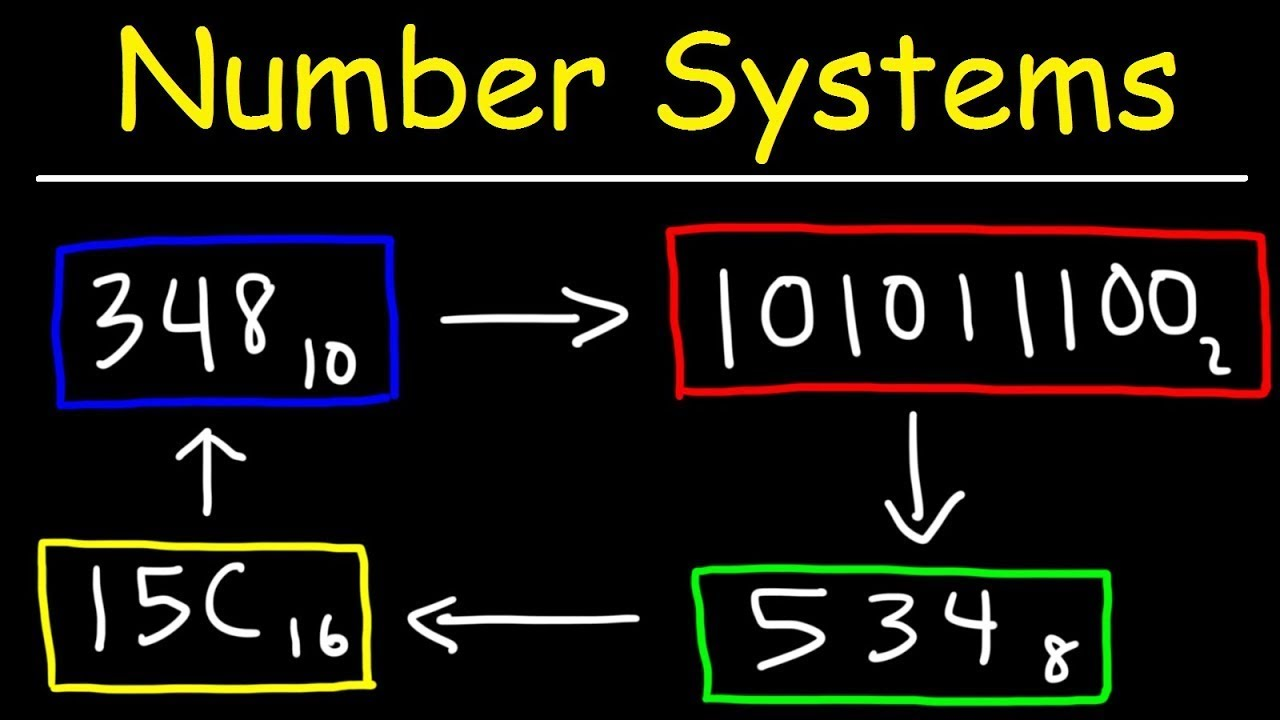 Number Systems
348₁₀ → 101011100₂
15C₁₆ ← 534₈